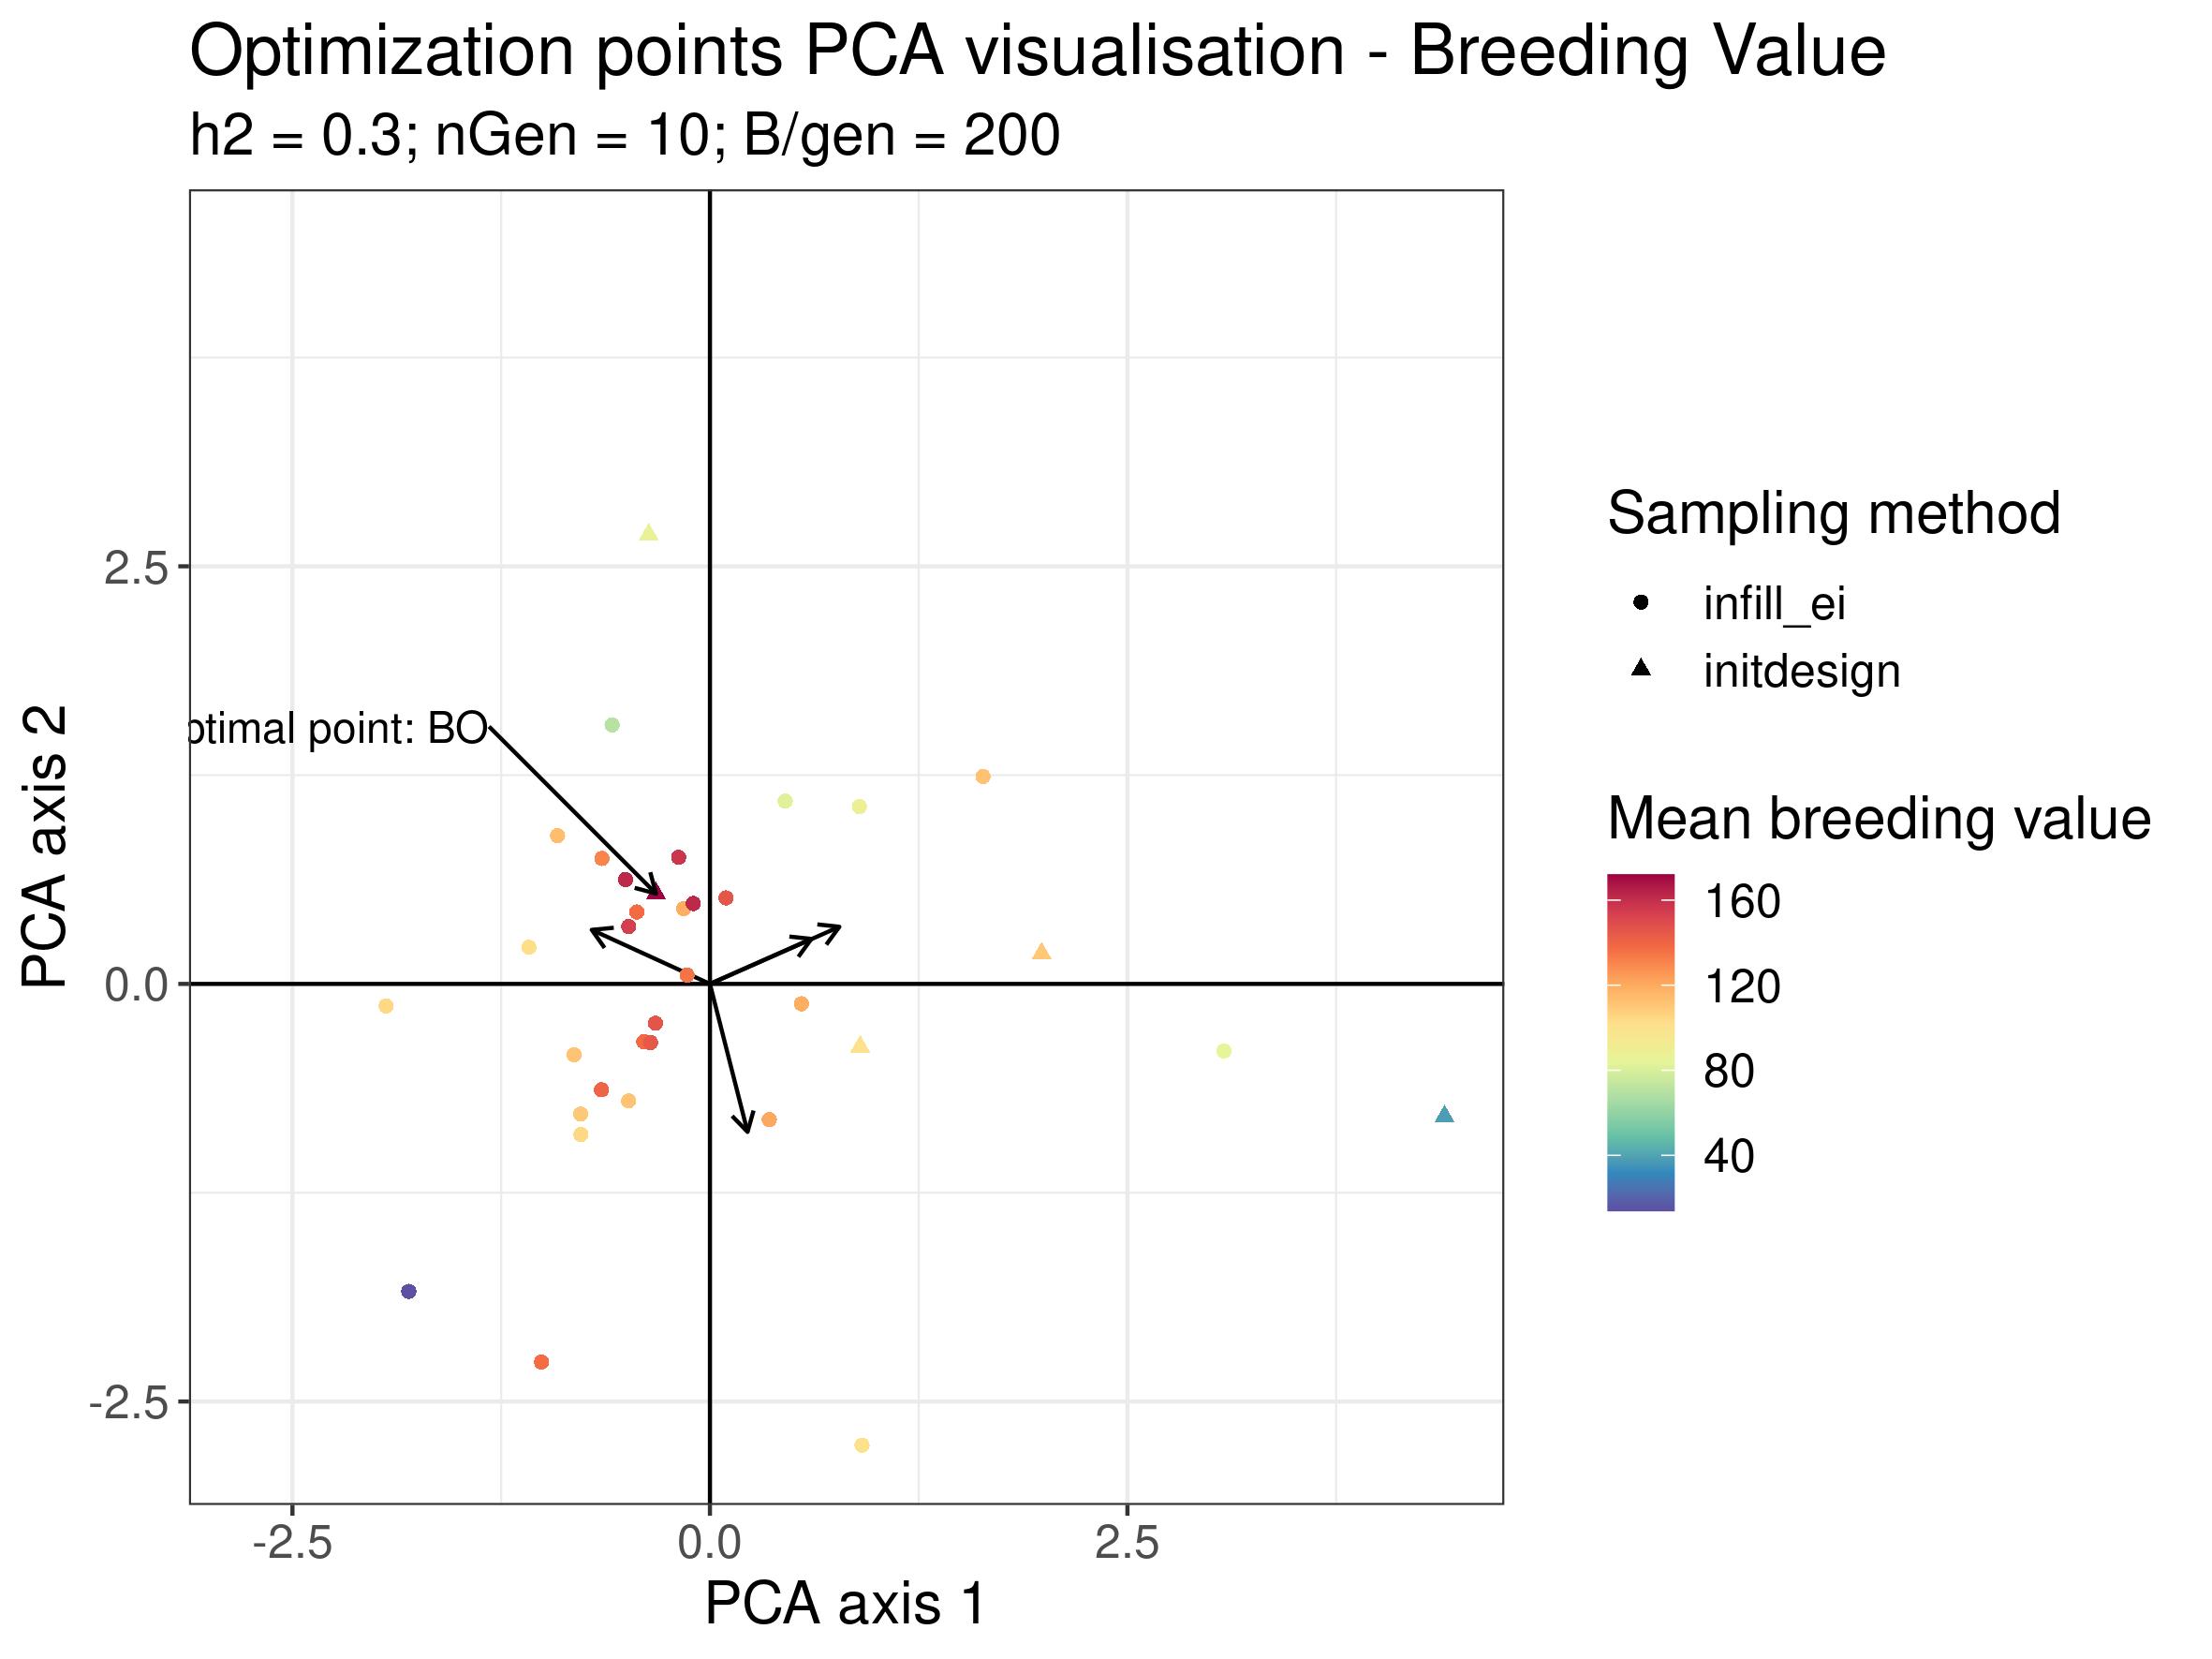 Optimization points PCA visualisation - Breeding Value
h2 = 0.3; nGen = 10; B/gen = 200
PCA axis 2
2.5
0.0
-2.5
ptimal point: BO
-2.5
0.0
2.5
PCA axis 1
Sampling method
infill_ei
initdesign
Mean breeding value
160
120
80
40